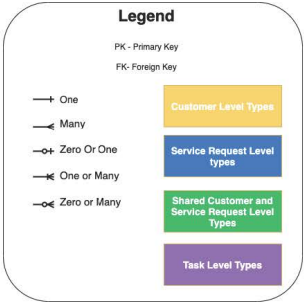 Legend
PK - Primary Key
FK- Foreign Key
One
Many
Zero Or One
One or Many
Zero or Many
Customer Level Types
Service Request Level
types
Shared Customer and
Service Request Level
Types
Task Level Types